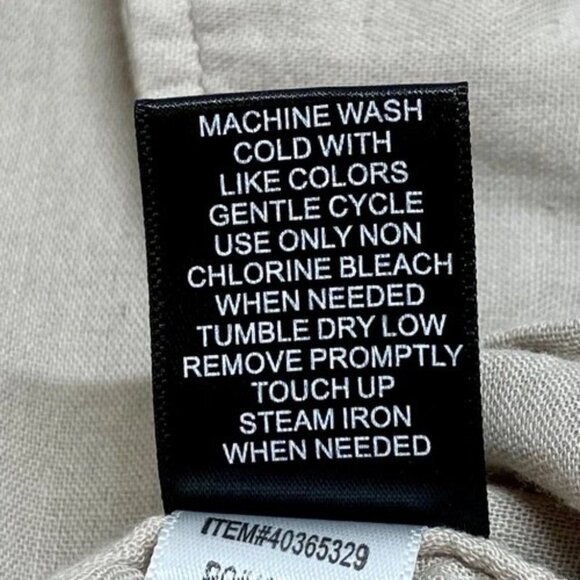 MACHINE WASH
COLD WITH
LIKE COLORS
GENTLE CYCLE
USE ONLY NON
CHLORINE BLEACH
WHEN NEEDED
TUMBLE DRY LOW
REMOVE PROMPTLY
TOUCH UP
STEAM IRON
WHEN NEEDED
ITEM#40365329